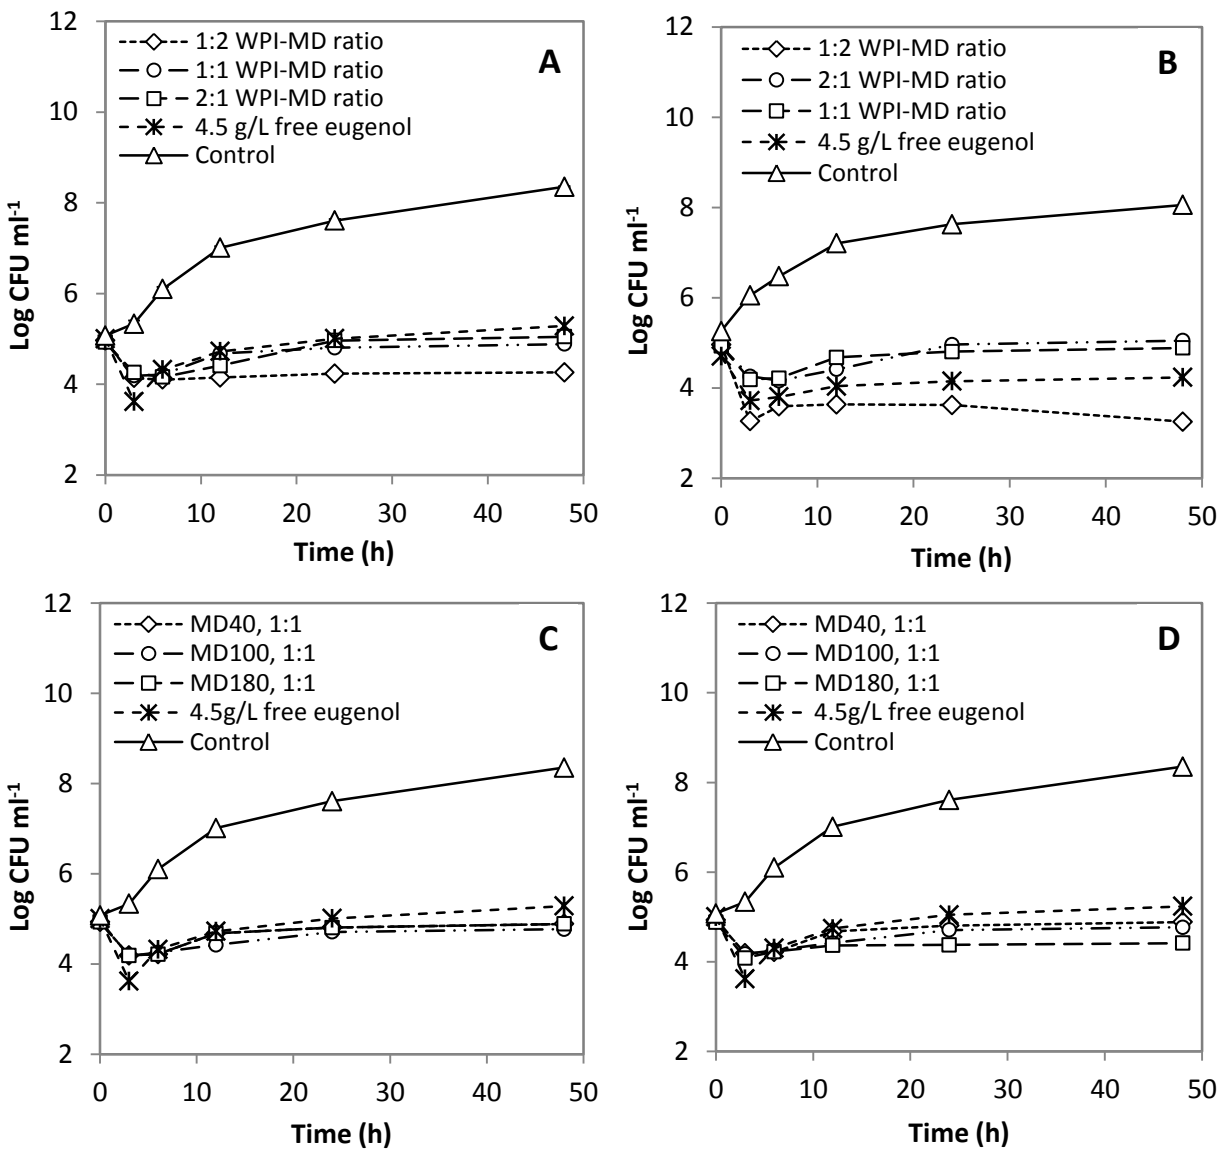 12
10
8
6
4
2
0
10
20
30
40
50
Log CFU ml-1
Time (h)
A
1:2 WPI-MD ratio
1:1 WPI-MD ratio
2:1 WPI-MD ratio
4.5 g/L free eugenol
Control
12
10
8
6
4
2
0
10
20
30
40
50
Log CFU ml-1
Time (h)
B
1:2 WPI-MD ratio
2:1 WPI-MD ratio
1:1 WPI-MD ratio
4.5 g/L free eugenol
Control
12
10
8
6
4
2
0
10
20
30
40
50
Log CFU ml-1
Time (h)
C
MD40, 1:1
MD100, 1:1
MD180, 1:1
4.5g/L free eugenol
Control
12
10
8
6
4
2
0
10
20
30
40
50
Log CFU ml-1
Time (h)
D
MD40, 1:1
MD100, 1:1
MD180, 1:1
4.5g/L free eugenol
Control